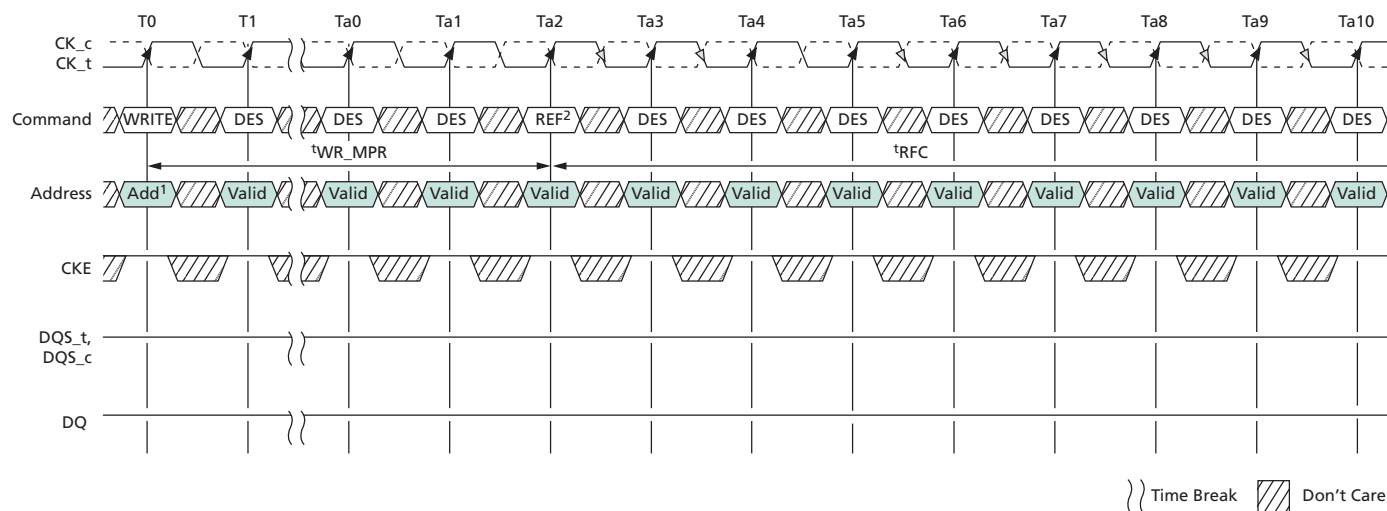 T0 T1 Ta0 Ta1 Ta2 Ta3 Ta4 Ta5 Ta6 Ta7 Ta8 Ta9 Ta10
CK_c
CK_t
Command WRITE DES DES DES REF² DES DES DES DES DES DES DES DES
ᵗWR_MPR ᵗRFC
Address Add¹ Valid Valid Valid Valid Valid Valid Valid Valid Valid Valid Valid Valid
CKE
DQS_t,
DQS_c
DQ
Time Break Don't Care